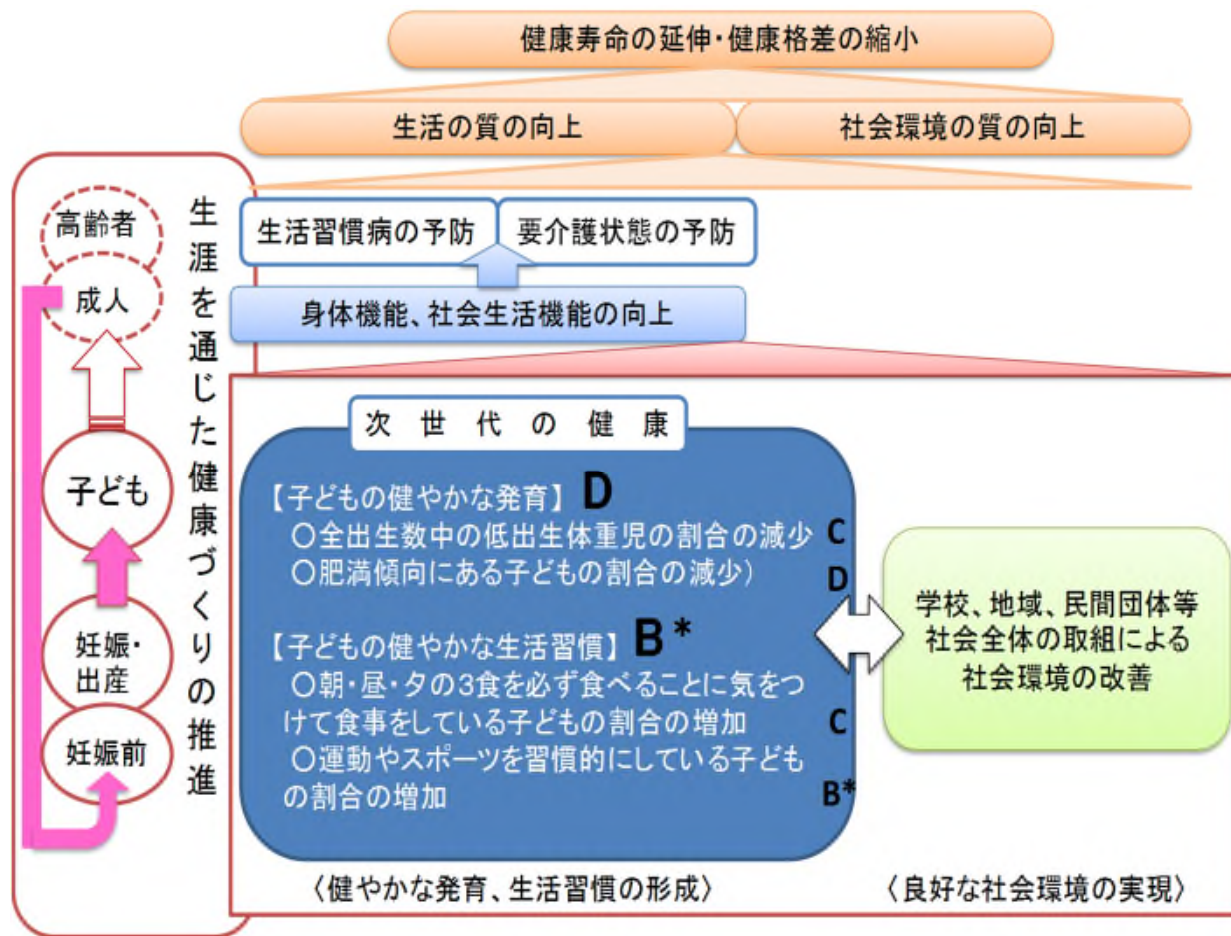 健康寿命の延伸・健康格差の縮小
生活の質の向上
社会環境の質の向上
生涯を通じた健康づくりの推進
高齢者
成人
子ども
妊娠・
出産
妊娠前
生活習慣病の予防
要介護状態の予防
身体機能、社会生活機能の向上
次世代の健康
【子どもの健やかな発育】 D
○全出生数中の低出生体重児の割合の減少 C
○肥満傾向にある子どもの割合の減少) D
【子どもの健やかな生活習慣】 B*
○朝・昼・夕の3食を必ず食べることに気をつ
けて食事をしている子どもの割合の増加 C
○運動やスポーツを習慣的にしている子ども
の割合の増加 B*
学校、地域、民間団体等
社会全体の取組による
社会環境の改善
〈健やかな発育、生活習慣の形成〉
〈良好な社会環境の実現〉